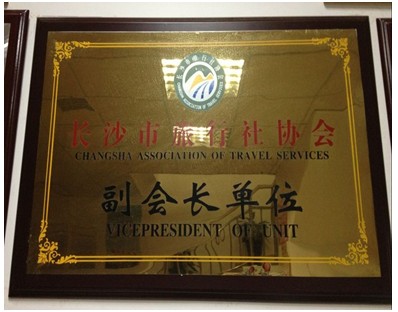 长沙市旅行社协会
CHANGSHA ASSOCIATION OF TRAVEL SERVICES
副会长单位
VICEPRESIDENT OF UNIT